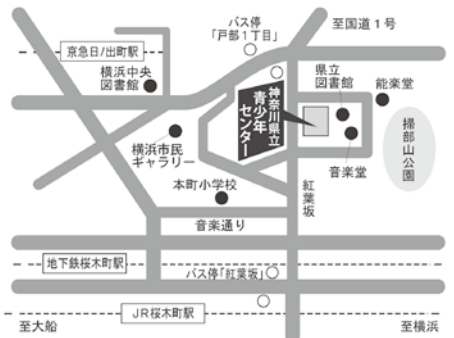 バス停
「戸部1丁目」
至国道1号
京急日ノ出町駅
横浜中央
図書館
神奈川県立
青少年
センター
県立
図書館
能楽堂
掃部山公園
横浜市民
ギャラリー
音楽堂
本町小学校
紅葉坂
音楽通り
地下鉄桜木町駅
バス停「紅葉坂」
JR桜木町駅
至大船
至横浜